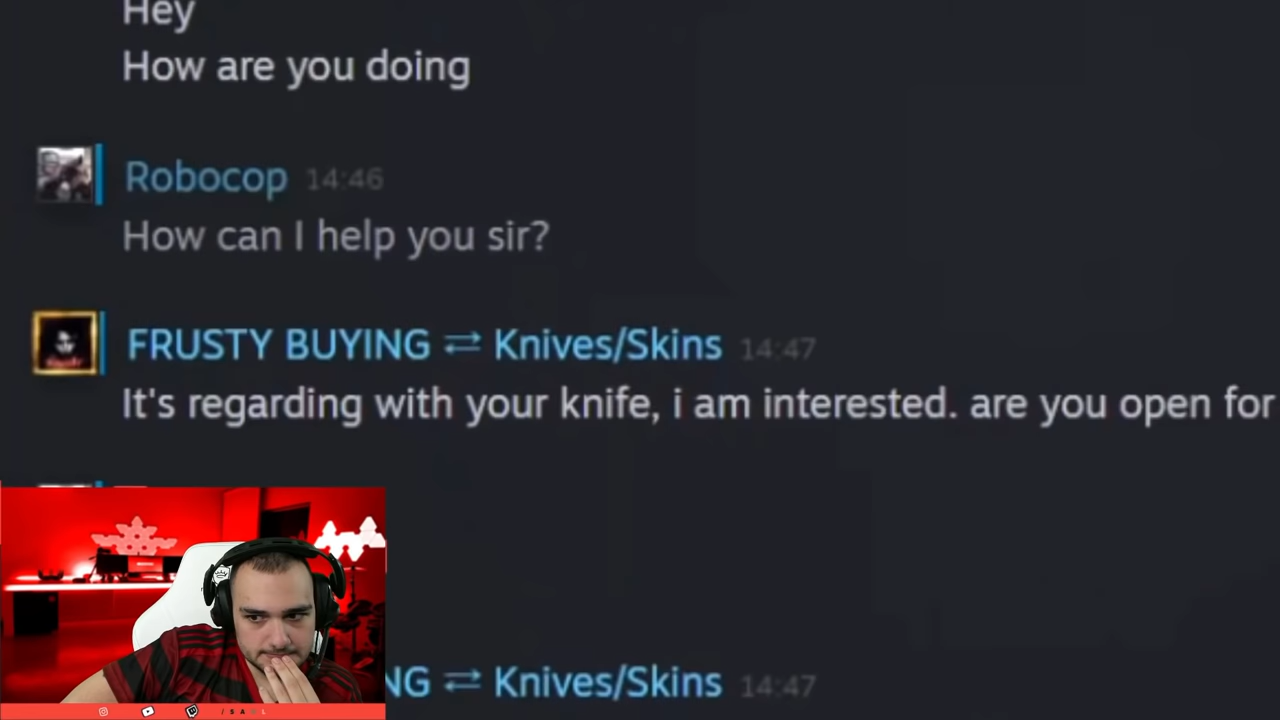 Hey
How are you doing
Robocop 14:46
How can I help you sir?
FRUSTY BUYING ⇄ Knives/Skins 14:47
It's regarding with your knife, i am interested. are you open for
NG ⇄ Knives/Skins 14:47